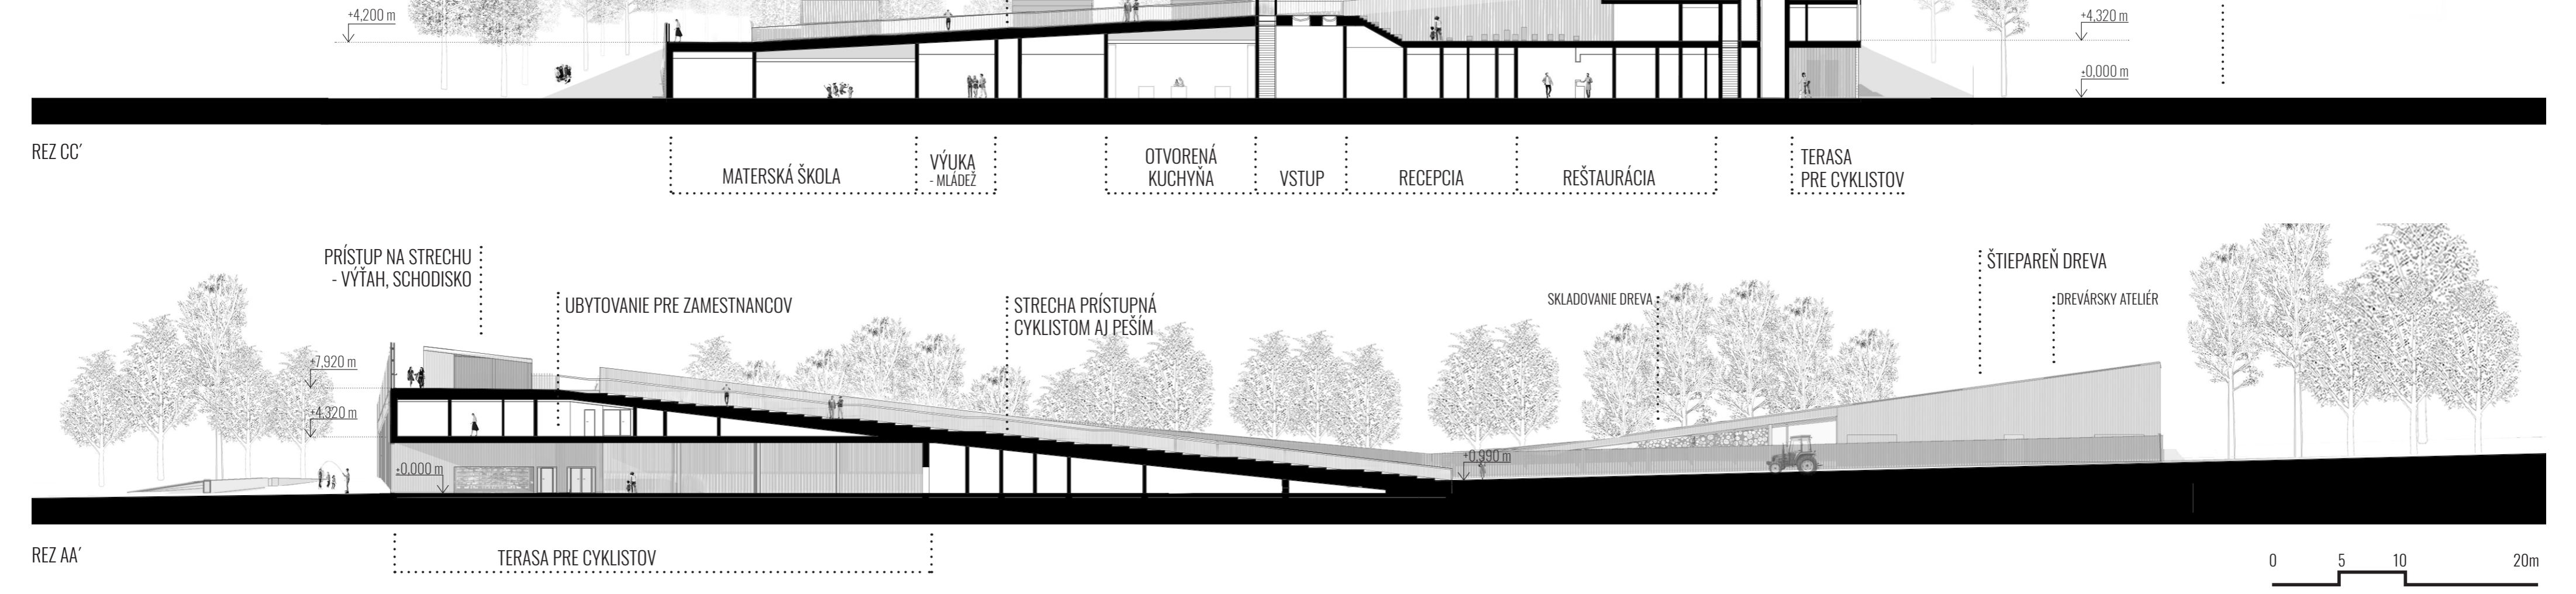 +4,200 m
+4,320 m
±0,000 m
REZ CC´
MATERSKÁ ŠKOLA
VÝUKA
- MLÁDEŽ
OTVORENÁ
KUCHYŇA
VSTUP
RECEPCIA
REŠTAURÁCIA
TERASA
PRE CYKLISTOV
PRÍSTUP NA STRECHU
- VÝŤAH, SCHODISKO
UBYTOVANIE PRE ZAMESTNANCOV
STRECHA PRÍSTUPNÁ
CYKLISTOM AJ PEŠÍM
SKLADOVANIE DREVA
ŠTIEPAREŇ DREVA
DREVÁRSKY ATELIÉR
+7,920 m
+4,320 m
±0,000 m
+0,990 m
REZ AA´
TERASA PRE CYKLISTOV
0 5 10 20m